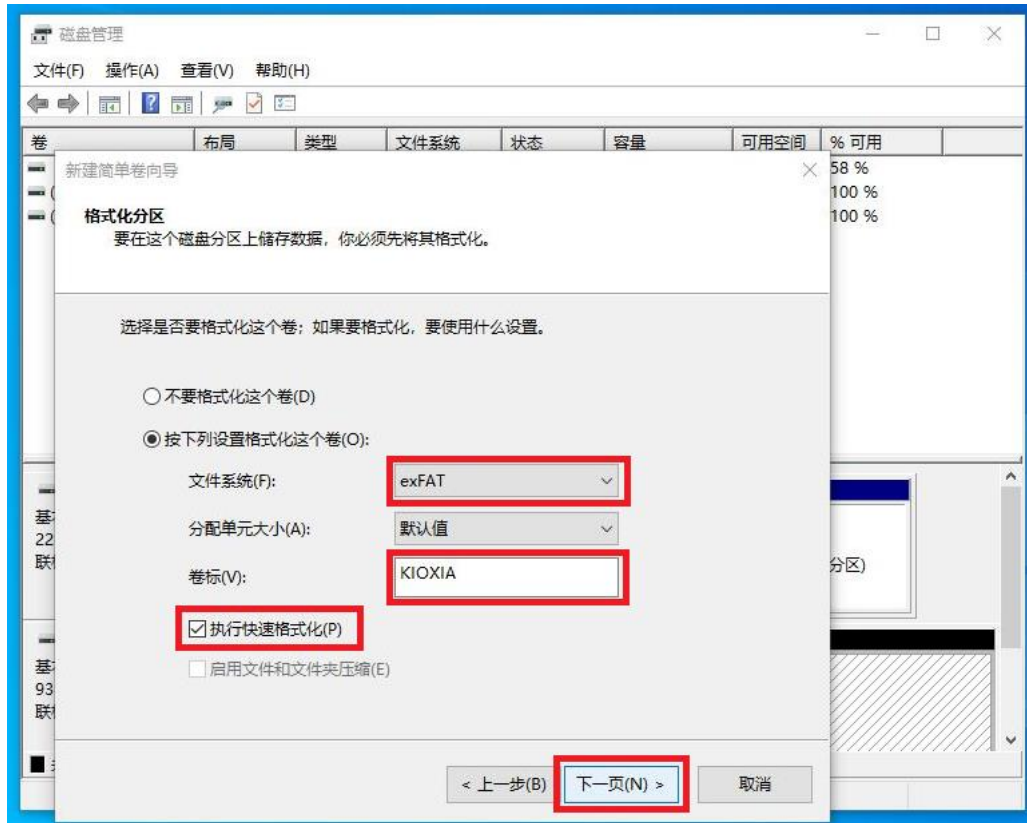 磁盘管理
文件(F) 操作(A) 查看(V) 帮助(H)
卷 布局 类型 文件系统 状态 容量 可用空间 % 可用
58 %
100 %
100 %
新建简单卷向导
格式化分区
要在这个磁盘分区上储存数据，你必须先将其格式化。
选择是否要格式化这个卷；如果要格式化，要使用什么设置。
不要格式化这个卷(D)
按下列设置格式化这个卷(O):
文件系统(F): exFAT
分配单元大小(A): 默认值
卷标(V): KIOXIA
执行快速格式化(P)
启用文件和文件夹压缩(E)
< 上一步(B) 下一页(N) > 取消
基
22
联
分区)
基
93
联